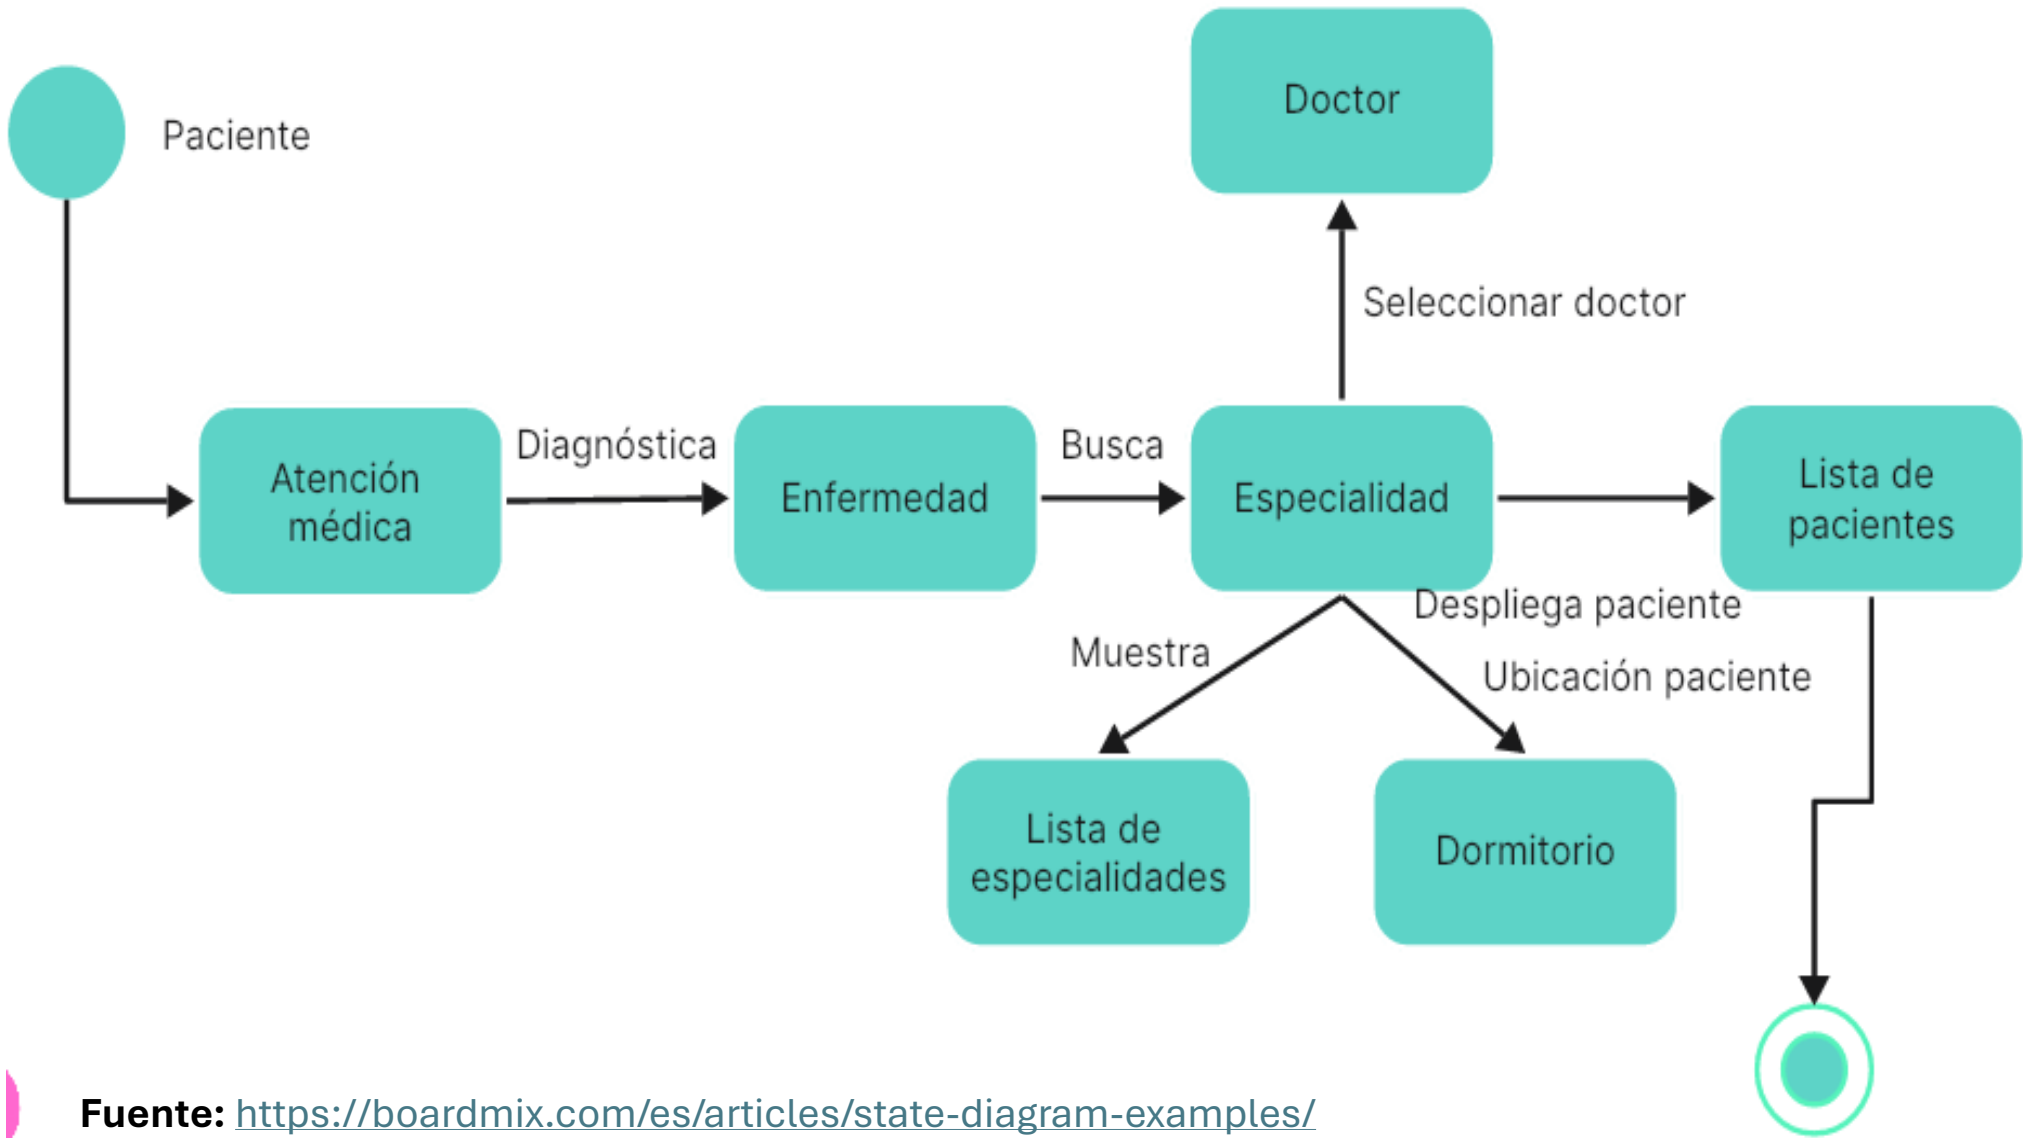 Doctor
Paciente
Seleccionar doctor
Atención
médica
Diagnóstica
Enfermedad
Busca
Especialidad
Lista de
pacientes
Despliega paciente
Muestra
Ubicación paciente
Lista de
especialidades
Dormitorio
Fuente: https://boardmix.com/es/articles/state-diagram-examples/